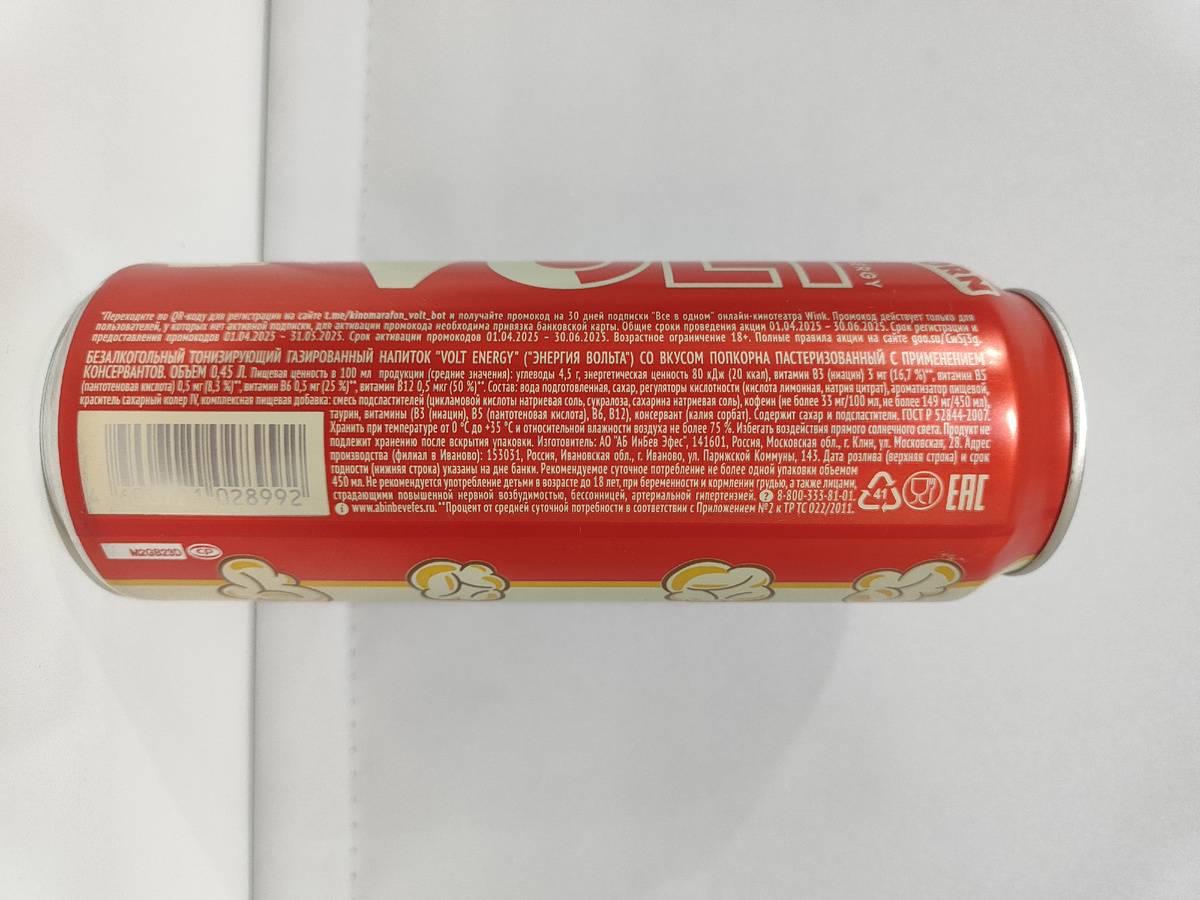 VOLT
ENERGY
*Переходите по QR-коду для регистрации на сайте t.me/kinomarafon_volt_bot и получайте промокод на 30 дней подписки "Все в одном" онлайн-кинотеатра Wink. Промокод действует только для
пользователей, у которых нет активной подписки, для активации промокода необходима привязка банковской карты. Общие сроки проведения акции 01.04.2025 – 30.06.2025. Срок регистрации и
предоставления промокодов 01.04.2025 – 31.05.2025. Срок активации промокодов 01.04.2025 – 30.06.2025. Возрастное ограничение 18+. Полные правила акции на сайте goo.su/GwSj3g.
БЕЗАЛКОГОЛЬНЫЙ ТОНИЗИРУЮЩИЙ ГАЗИРОВАННЫЙ НАПИТОК "VOLT ENERGY" ("ЭНЕРГИЯ ВОЛЬТА") СО ВКУСОМ ПОПКОРНА ПАСТЕРИЗОВАННЫЙ С ПРИМЕНЕНИЕМ
КОНСЕРВАНТОВ. ОБЪЕМ 0,45 Л. Пищевая ценность в 100 мл продукции (средние значения): углеводы 4,5 г, энергетическая ценность 80 кДж (20 ккал), витамин В3 (ниацин) 3 мг (16,7 %)**, витамин В5
(пантотеновая кислота) 0,5 мг (8,3 %)**, витамин В6 0,5 мг (25 %)**, витамин В12 0,5 мкг (50 %)**. Состав: вода подготовленная, сахар, регуляторы кислотности (кислота лимонная, натрия цитрат), ароматизатор пищевой,
краситель сахарный колер IV, комплексная пищевая добавка: смесь подсластителей (цикламовой кислоты натриевая соль, сукралоза, сахарина натриевая соль), кофеин (не более 33 мг/100 мл, не более 149 мг/450 мл),
таурин, витамины (В3 (ниацин), В5 (пантотеновая кислота), В6, В12), консервант (калия сорбат). Содержит сахар и подсластители. ГОСТ Р 52844-2007.
Хранить при температуре от 0 °С до +35 °С и относительной влажности воздуха не более 75 %. Избегать воздействия прямого солнечного света. Продукт не
подлежит хранению после вскрытия упаковки. Изготовитель: АО "АБ ИнБев Эфес", 141601, Россия, Московская обл., г. Клин, ул. Московская, 28. Адрес
производства (филиал в Иваново): 153031, Россия, Ивановская обл., г. Иваново, ул. Парижской Коммуны, 143. Дата розлива (верхняя строка) и срок
годности (нижняя строка) указаны на дне банки. Рекомендуемое суточное потребление не более одной упаковки объемом
450 мл. Не рекомендуется употребление детьми в возрасте до 18 лет, при беременности и кормлении грудью, а также лицами,
страдающими повышенной нервной возбудимостью, бессонницей, артериальной гипертензией. ? 8-800-333-81-01.
i www.abinbevefes.ru. **Процент от средней суточной потребности в соответствии с Приложением №2 к ТР ТС 022/2011.
41
EAC
028992
M2GB23D CP